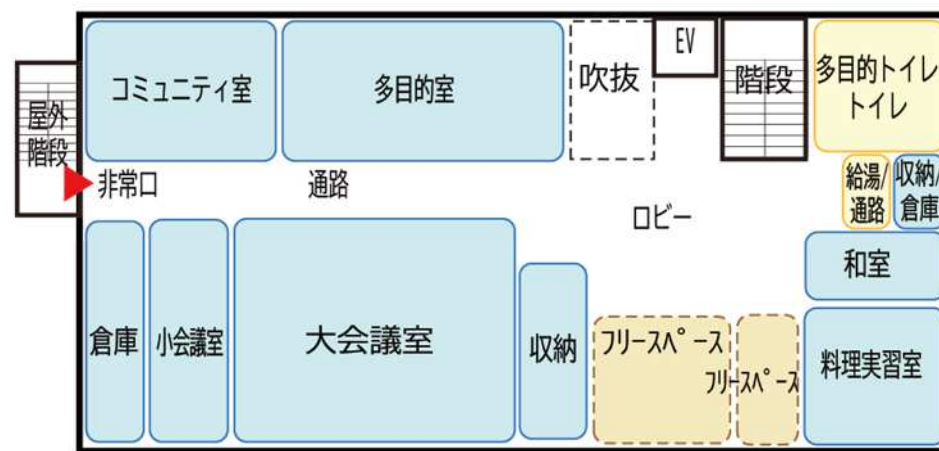 コミュニティ室
多目的室
吹抜
EV
階段
多目的トイレ
トイレ
屋外
階段
非常口
通路
ロビー
給湯/
通路
収納/
倉庫
和室
倉庫
小会議室
大会議室
収納
フリースペース
フリースペース
料理実習室